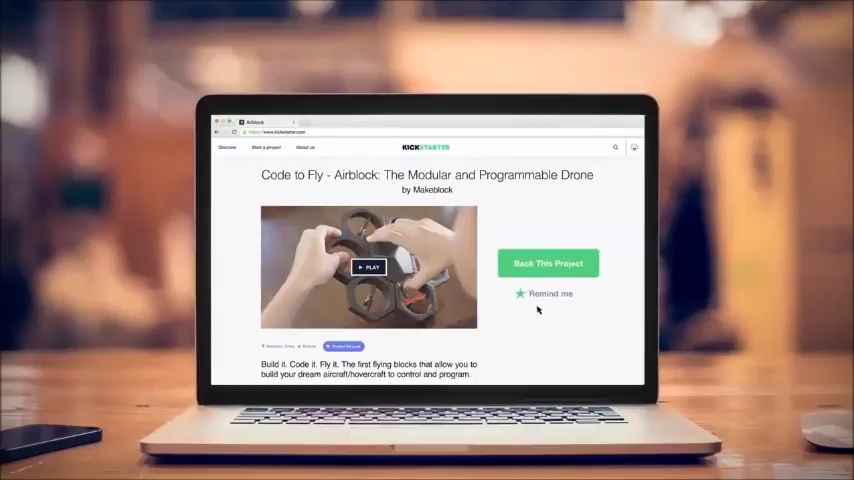 Airblock
https://www.kickstarter.com
Discover Start a project About us KICKSTARTER
Code to Fly - Airblock: The Modular and Programmable Drone
by Makeblock
PLAY
Back This Project
Remind me
Build it. Code it. Fly it. The first flying blocks that allow you to
build your dream aircraft/hovercraft to control and program.